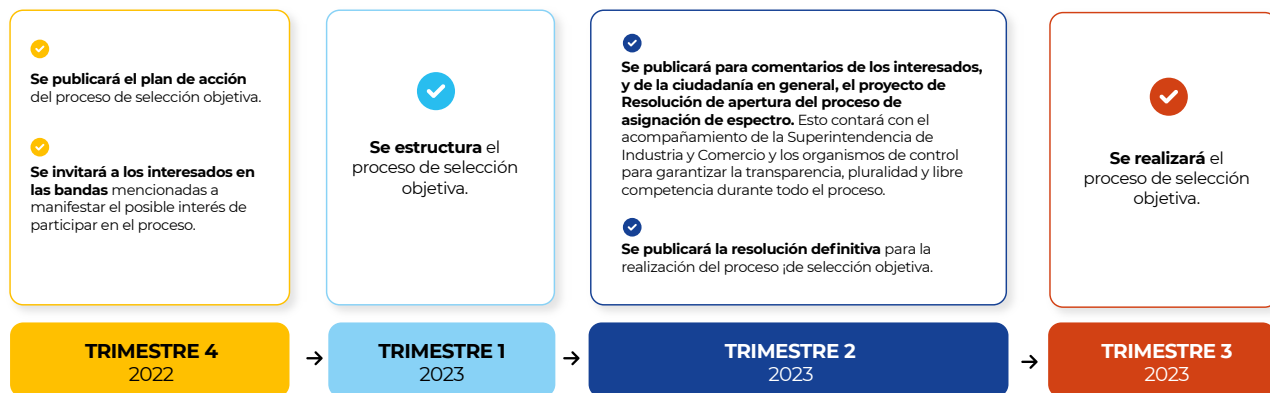 Se publicará el plan de acción
del proceso de selección objetiva.
Se invitará a los interesados en
las bandas mencionadas a
manifestar el posible interés de
participar en el proceso.
TRIMESTRE 4
2022
Se estructura el
proceso de selección
objetiva.
TRIMESTRE 1
2023
Se publicará para comentarios de los interesados,
y de la ciudadanía en general, el proyecto de
Resolución de apertura del proceso de
asignación de espectro. Esto contará con el
acompañamiento de la Superintendencia de
Industria y Comercio y los organismos de control
para garantizar la transparencia, pluralidad y libre
competencia durante todo el proceso.
Se publicará la resolución definitiva para la
realización del proceso ¡de selección objetiva.
TRIMESTRE 2
2023
Se realizará el
proceso de selección
objetiva.
TRIMESTRE 3
2023